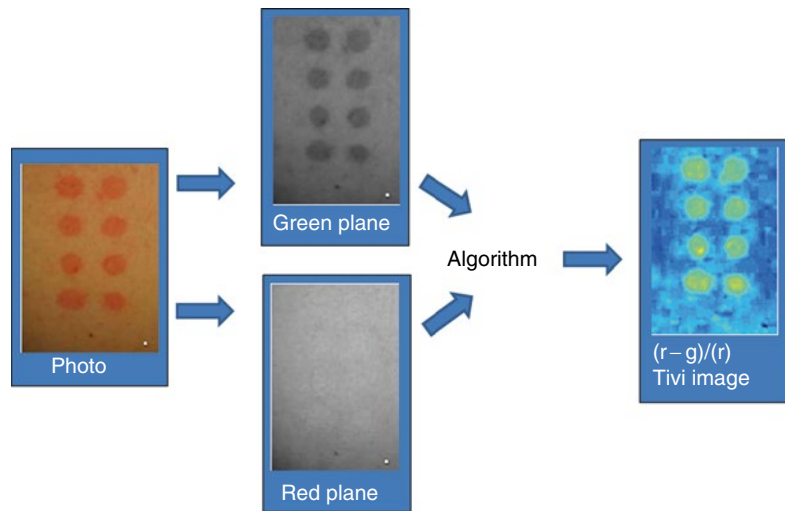 Photo
Green plane
Red plane
Algorithm
(r – g)/(r)
Tivi image